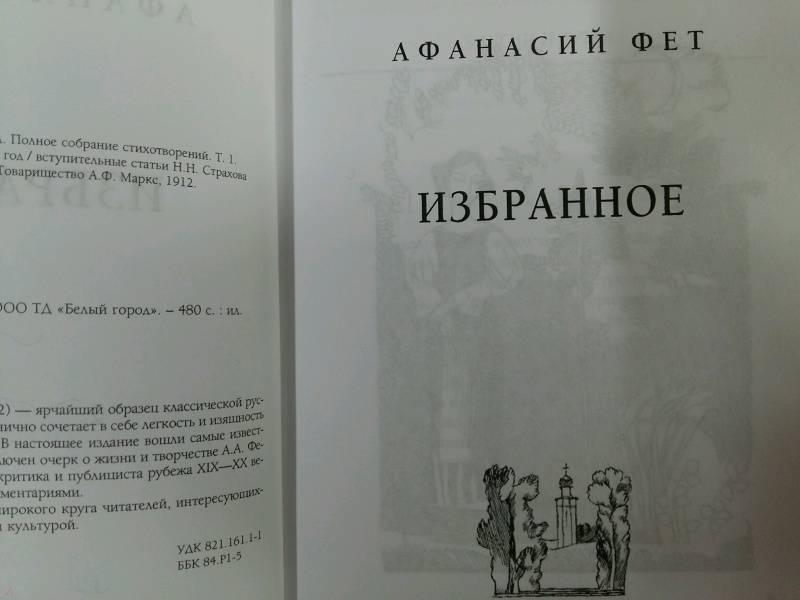 . Полное собрание стихотворений. Т. 1.
год / вступительные статьи Н.Н. Страхова
Товарищество А.Ф. Маркс, 1912.
ООО ТД «Белый город». – 480 с. : ил.
2) — ярчайший образец классической рус-
нично сочетает в себе легкость и изящность
В настоящее издание вошли самые извест-
лючен очерк о жизни и творчестве А.А. Фе-
критика и публициста рубежа XIX—XX ве-
ментариями.
широкого круга читателей, интересующих-
й культурой.
УДК 821.161.1-1
ББК 84.Р1-5
АФАНАСИЙ ФЕТ
ИЗБРАННОЕ